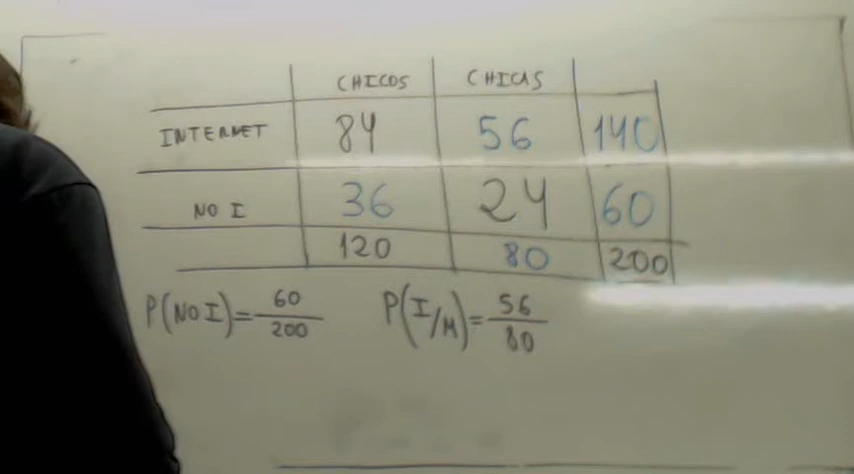 CHICOS CHICAS
INTERNET 84 56 140
NO I 36 24 60
120 80 200
P(NO I)=60/200 P(I/M)=56/80